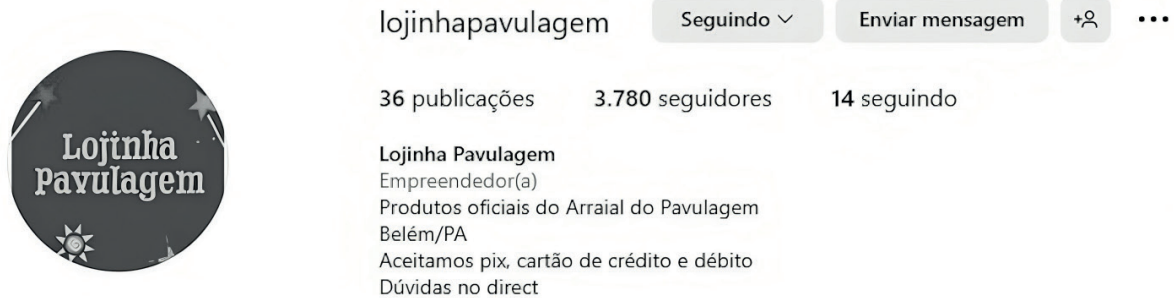 lojinhapavulagem
Seguindo
Enviar mensagem
36 publicações
3.780 seguidores
14 seguindo
Lojinha
Pavulagem
Lojinha Pavulagem
Empreendedor(a)
Produtos oficiais do Arraial do Pavulagem
Belém/PA
Aceitamos pix, cartão de crédito e débito
Dúvidas no direct